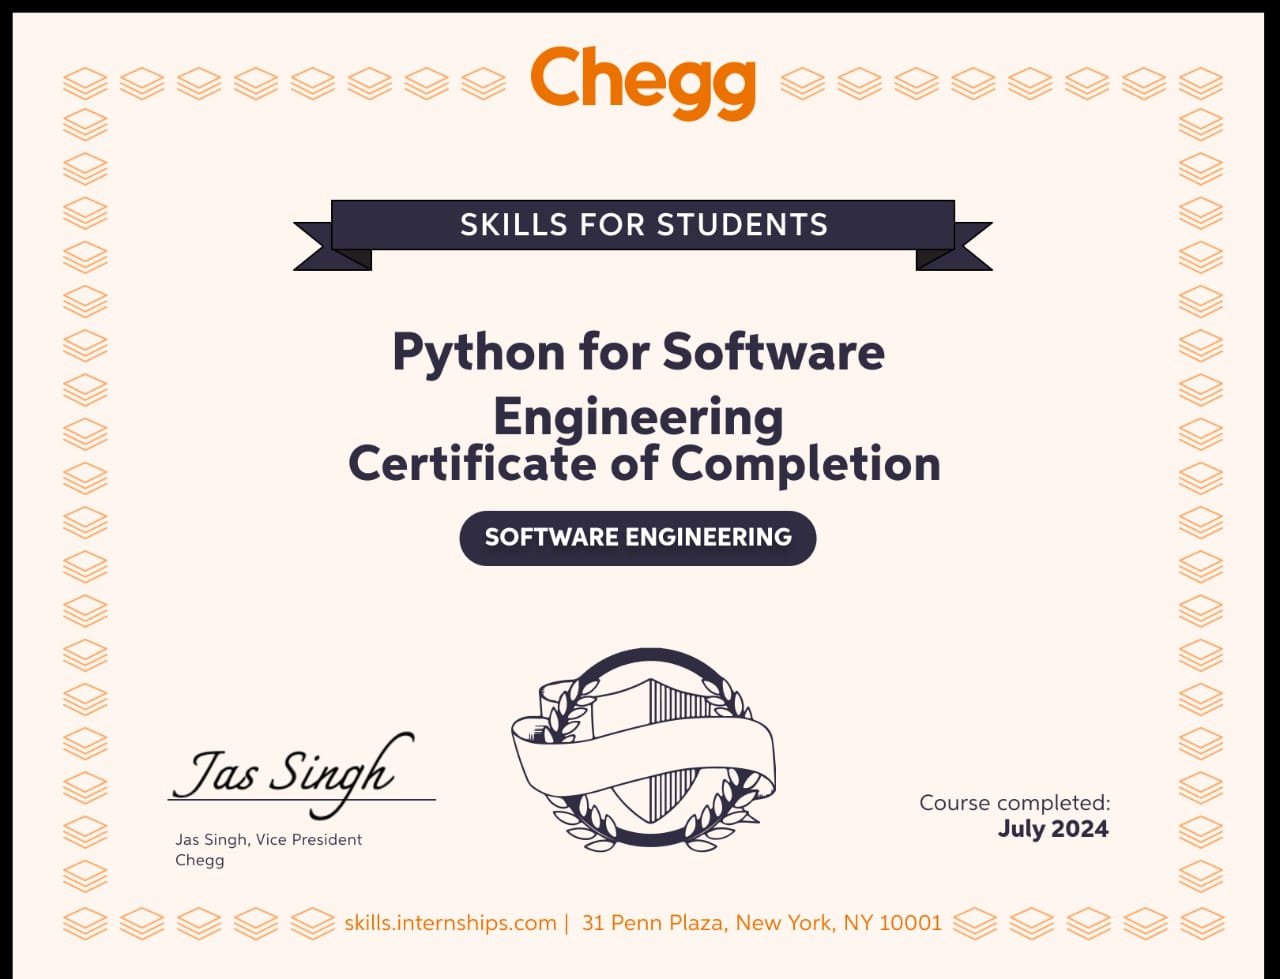 Chegg
SKILLS FOR STUDENTS
Python for Software
Engineering
Certificate of Completion
SOFTWARE ENGINEERING
Jas Singh
Jas Singh, Vice President
Chegg
Course completed:
July 2024
skills.internships.com | 31 Penn Plaza, New York, NY 10001